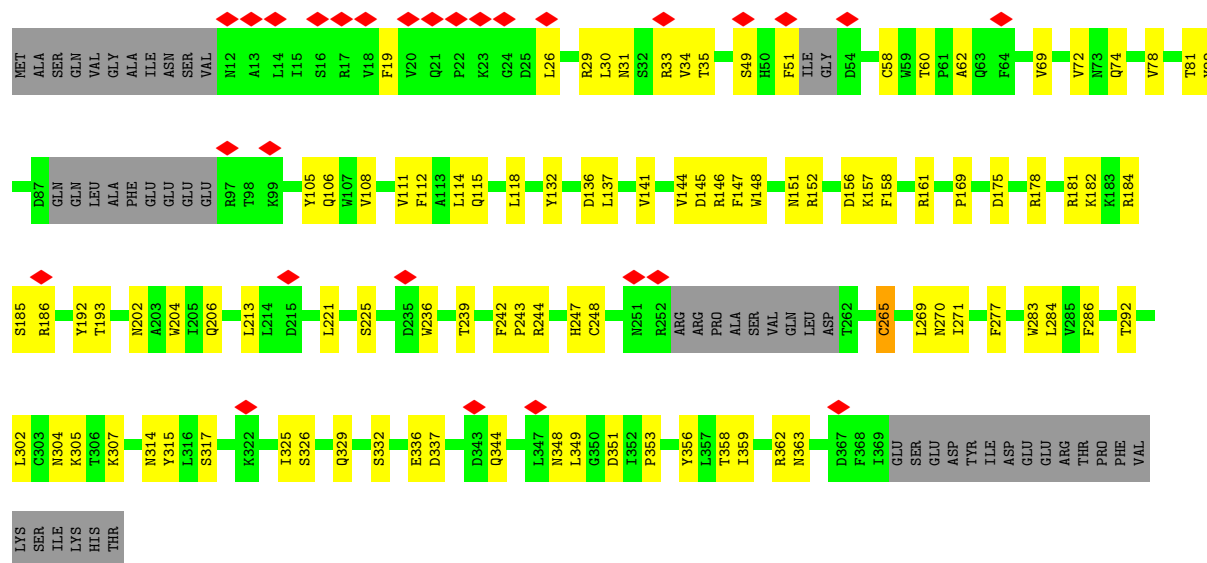 MET ALA SER GLN VAL GLY ALA ILE ASN SER VAL N12 A13 L14 I15 S16 R17 V18 F19 V20 Q21 P22 K23 G24 D25 L26 R29 L30 N31 S32 R33 V34 T35 S49 H50 F51 ILE GLY D54 C58 W59 T60 P61 A62 Q63 F64 V69 V72 N73 Q74 V78 T81
D87 GLN GLN LEU ALA PHE GLU GLU GLU GLU R97 T98 K99 Y105 Q106 W107 V108 V111 F112 A113 L114 Q115 L118 Y132 D136 L137 V141 V144 D145 R146 F147 W148 N151 R152 D156 K157 F158 R161 P169 D175 R178 R181 K182 K183 R184
S185 R186 Y192 T193 N202 A203 W204 I205 Q206 L213 L214 D215 L221 S225 D235 W236 T239 F242 P243 R244 H247 C248 N251 R252 ARG ARG PRO ALA SER VAL GLN LEU ASP T262 C265 L269 N270 I271 F277 W283 L284 V285 F286 T292
L302 C303 N304 K305 T306 K307 N314 Y315 L316 S317 K322 I325 S326 Q329 S332 E336 D337 D343 Q344 L347 N348 L349 G350 D351 I352 P353 Y356 L357 T358 I359 R362 N363 D367 F368 I369 GLU SER GLU ASP TYR ILE ASP GLU GLU ARG THR PRO PHE VAL
LYS SER ILE LYS HIS THR